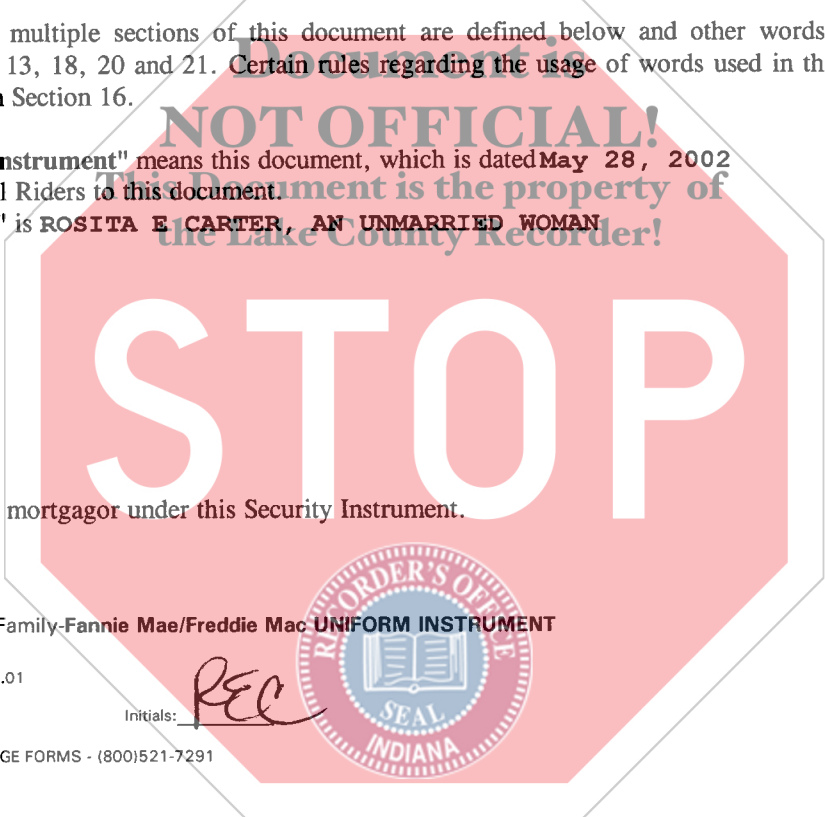 multiple sections of this document are defined below and other words
Document is
13, 18, 20 and 21. Certain rules regarding the usage of words used in th
Section 16.
NOT OFFICIAL!
nstrument" means this document, which is dated May 28, 2002
This Document is the property of
l Riders to this document.
" is ROSITA E CARTER, AN UNMARRIED WOMAN
the Lake County Recorder!
STOP
mortgagor under this Security Instrument.
RECORDER'S OFFICE
Family-Fannie Mae/Freddie Mac UNIFORM INSTRUMENT
.01
Initials: REC
SEAL
INDIANA
GE FORMS - (800)521-7291